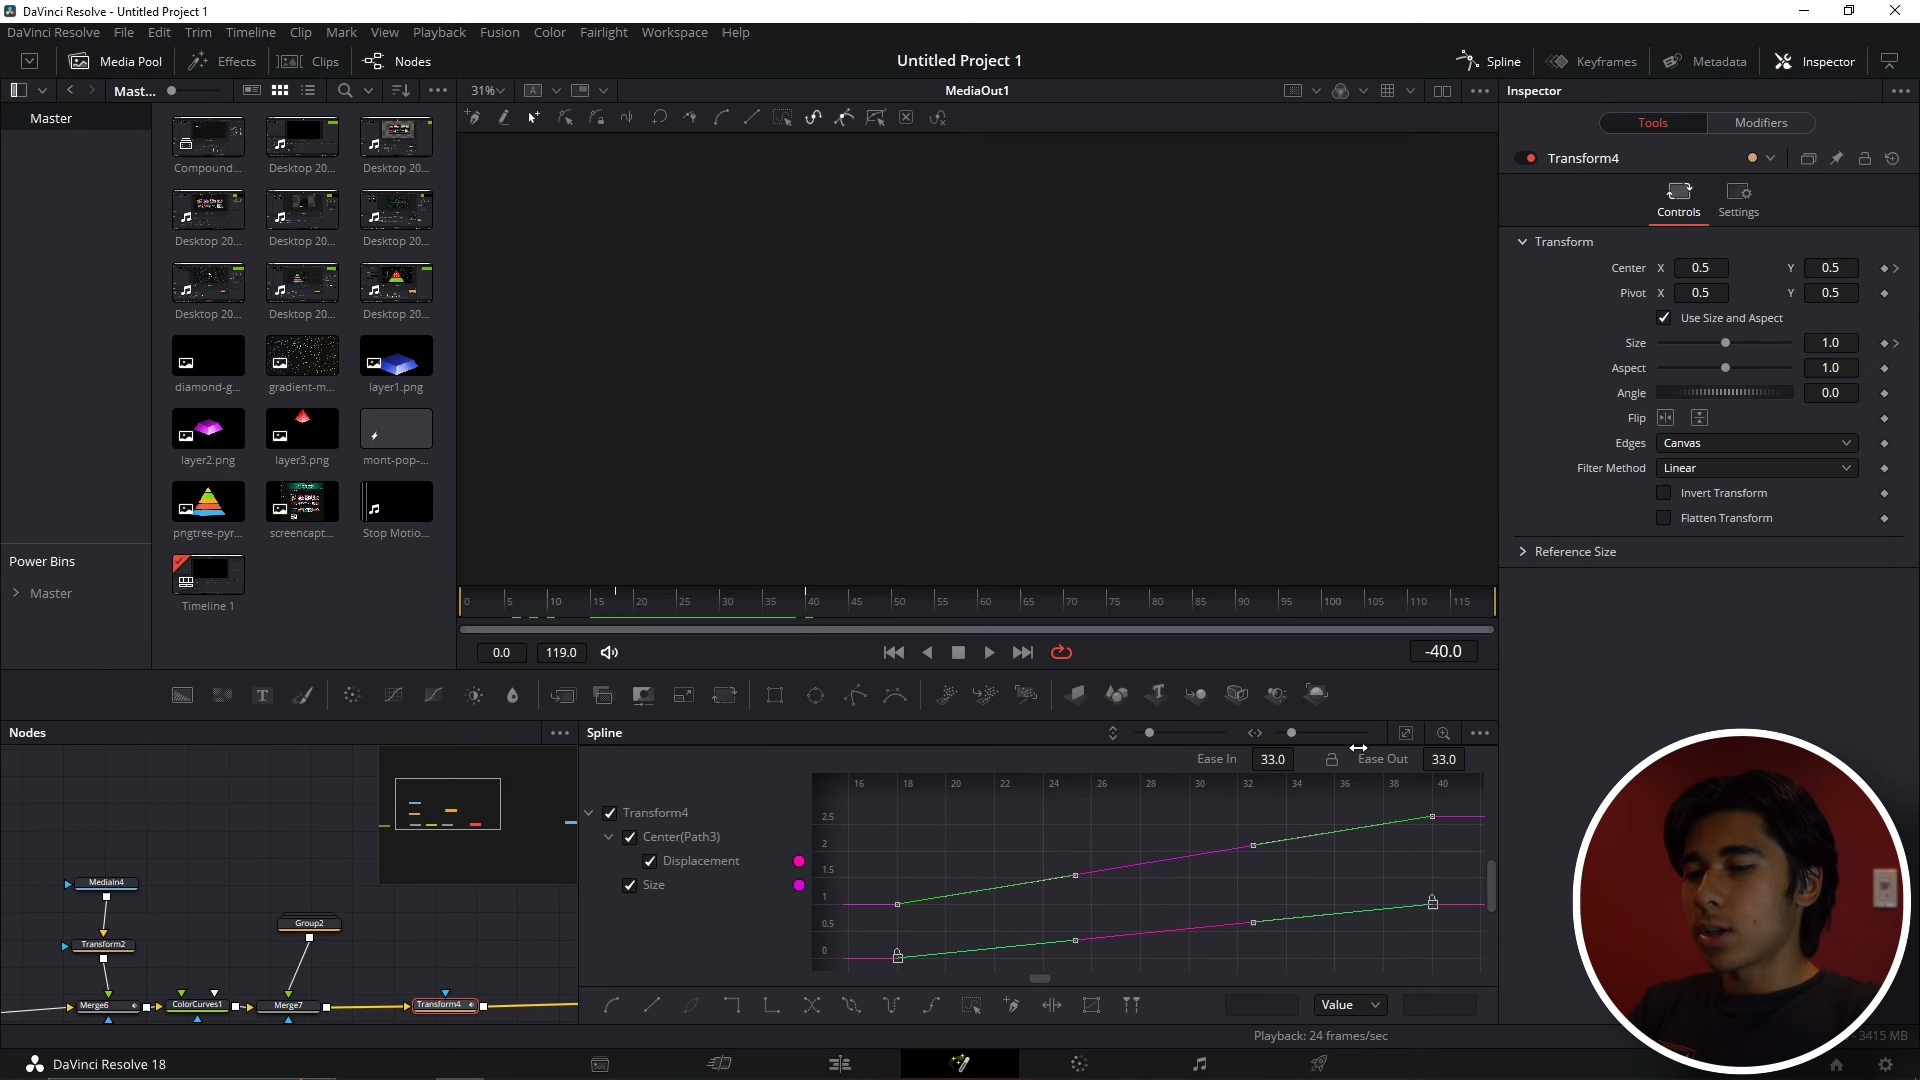 DaVinci Resolve - Untitled Project 1
DaVinci Resolve File Edit Trim Timeline Clip Mark View Playback Fusion Color Fairlight Workspace Help
Media Pool Effects Clips Nodes Untitled Project 1 Spline Keyframes Metadata Inspector
Mast... 31% A MediaOut1 Inspector
Master
Compound... Desktop 20... Desktop 20...
Desktop 20... Desktop 20... Desktop 20...
Desktop 20... Desktop 20... Desktop 20...
diamond-g... gradient-m... layer1.png
layer2.png layer3.png mont-pop-...
pngtree-pyr... screencapt... Stop Motio...
Timeline 1
Power Bins
Master
Tools Modifiers
Transform4
Controls Settings
Transform
Center X 0.5 Y 0.5
Pivot X 0.5 Y 0.5
Use Size and Aspect
Size 1.0
Aspect 1.0
Angle 0.0
Flip
Edges Canvas
Filter Method Linear
Invert Transform
Flatten Transform
Reference Size
0 5 10 15 20 25 30 35 40 45 50 55 60 65 70 75 80 85 90 95 100 105 110 115
0.0 119.0 -40.0
T T
Nodes Spline
Ease In 33.0 Ease Out 33.0
16 18 20 22 24 26 28 30 32 34 36 38 40
Transform4
Center(Path3)
Displacement
Size
2.5
2
1.5
1
0.5
0
MediaIn4
Transform2
Group2
Merge6 ColorCurves1 Merge7 Transform4
Value
Playback: 24 frames/sec
- 3415 MB
DaVinci Resolve 18